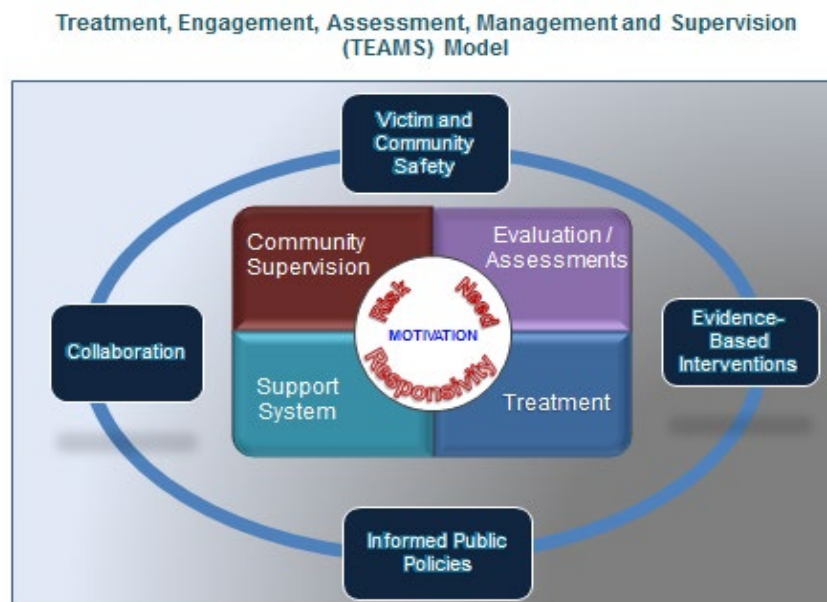 Treatment, Engagement, Assessment, Management and Supervision
(TEAMS) Model
Victim and
Community
Safety
Community
Supervision
Evaluation /
Assessments
Risk
Need
MOTIVATION
Responsivity
Collaboration
Evidence-
Based
Interventions
Support
System
Treatment
Informed Public
Policies